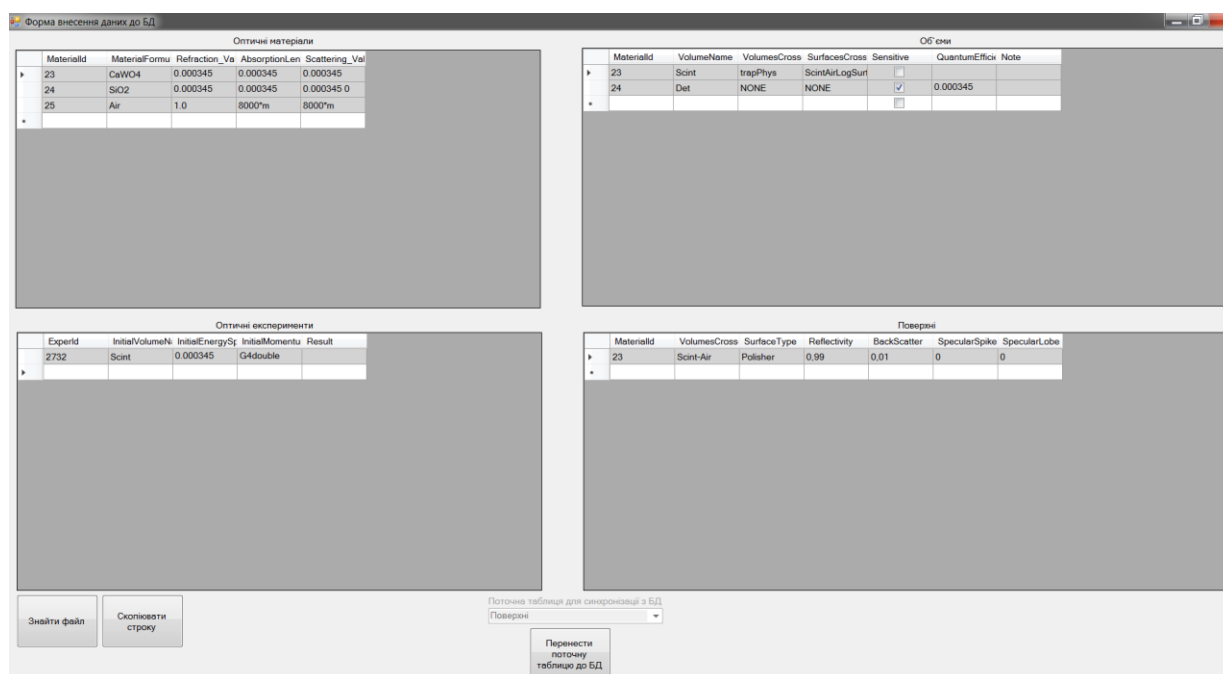 Форма внесення даних до БД
Оптичні матеріали
MaterialId MaterialFormu Refraction_Va AbsorptionLen Scattering_Val
23 CaWO4 0.000345 0.000345 0.000345
24 SiO2 0.000345 0.000345 0.000345 0
25 Air 1.0 8000*m 8000*m
Об`єми
MaterialId VolumeName VolumesCross SurfacesCross Sensitive QuantumEfficie Note
23 Scint trapPhys ScintAirLogSurf
24 Det NONE NONE 0.000345
Оптичні експерименти
ExperId InitialVolumeNa InitialEnergySp InitialMomentu Result
2732 Scint 0.000345 G4double
Поверхні
MaterialId VolumesCross SurfaceType Reflectivity BackScatter SpecularSpike SpecularLobe
23 Scint-Air Polisher 0,99 0,01 0 0
Знайти файл
Скопіювати
строку
Поточна таблиця для синхронізації з БД
Поверхні
Перенести
поточну
таблицю до БД